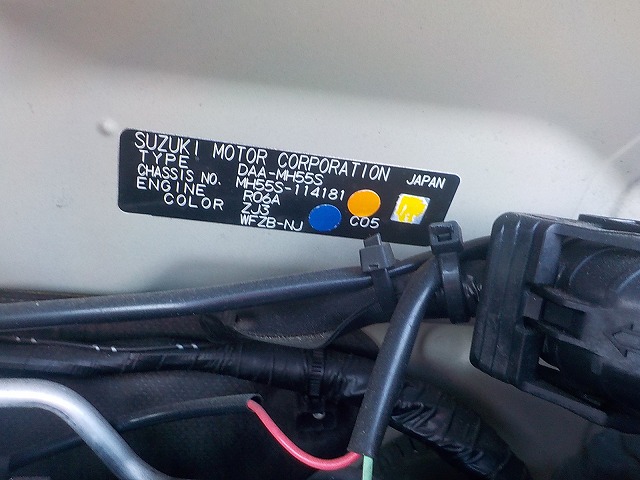 SUZUKI MOTOR CORPORATION JAPAN
TYPE DAA-MH55S
CHASSIS NO. MH55S-114181
ENGINE R06A
COLOR ZJ3 C05
WFZB-NJ